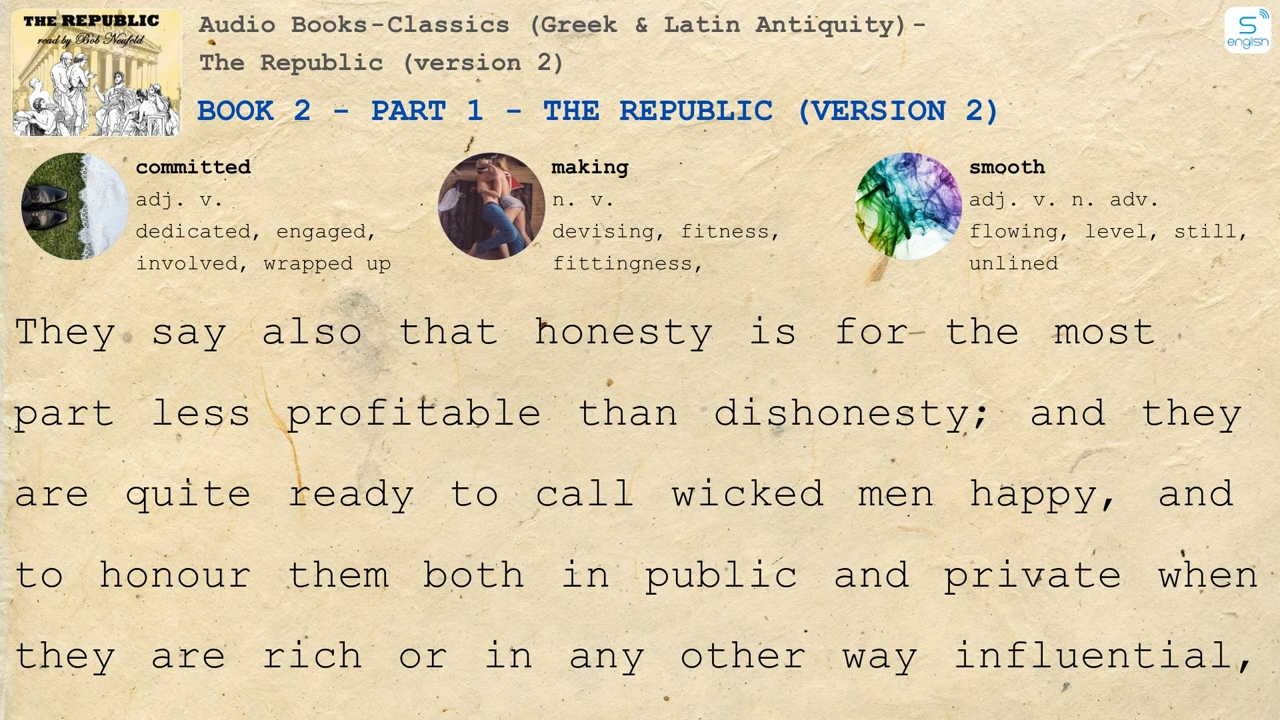 THE REPUBLIC
read by Bob Neufeld
Audio Books-Classics (Greek & Latin Antiquity)-
The Republic (version 2)
BOOK 2 - PART 1 - THE REPUBLIC (VERSION 2)
S
english
committed
adj. v.
dedicated, engaged,
involved, wrapped up
making
n. v.
devising, fitness,
fittingness,
smooth
adj. v. n. adv.
flowing, level, still,
unlined
They say also that honesty is for the most
part less profitable than dishonesty; and they
are quite ready to call wicked men happy, and
to honour them both in public and private when
they are rich or in any other way influential,